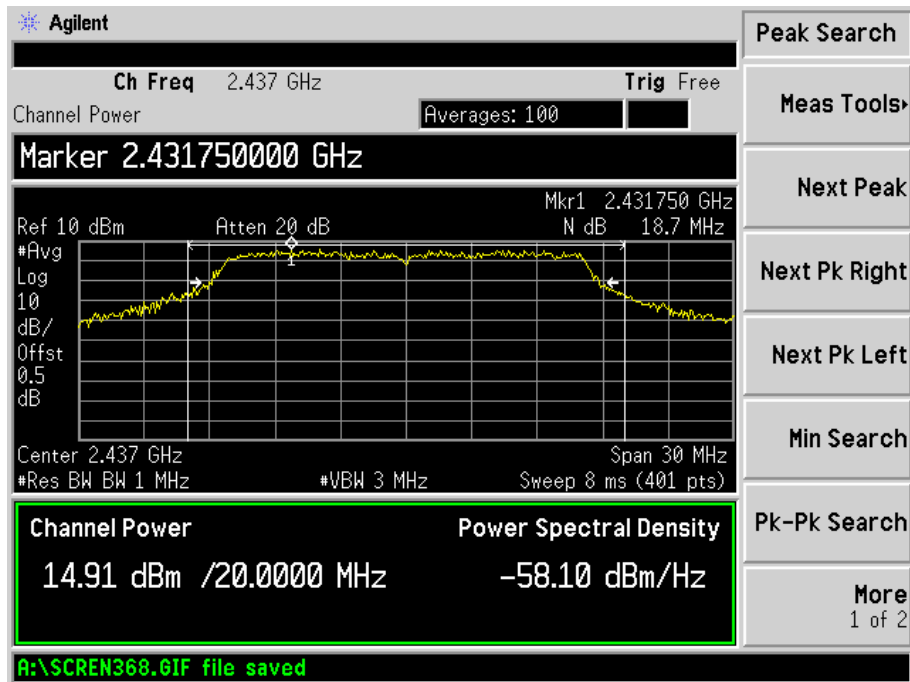 Agilent
Peak Search
Ch Freq 2.437 GHz Trig Free
Channel Power Averages: 100
Meas Tools
Marker 2.431750000 GHz
Mkr1 2.431750 GHz
Ref 10 dBm Atten 20 dB N dB 18.7 MHz
Next Peak
#Avg
Log
10
dB/
Offst
0.5
dB
1
Next Pk Right
Next Pk Left
Center 2.437 GHz Span 30 MHz
#Res BW BW 1 MHz #VBW 3 MHz Sweep 8 ms (401 pts)
Min Search
Channel Power Power Spectral Density
14.91 dBm /20.0000 MHz -58.10 dBm/Hz
Pk-Pk Search
More
1 of 2
A:\SCREN368.GIF file saved